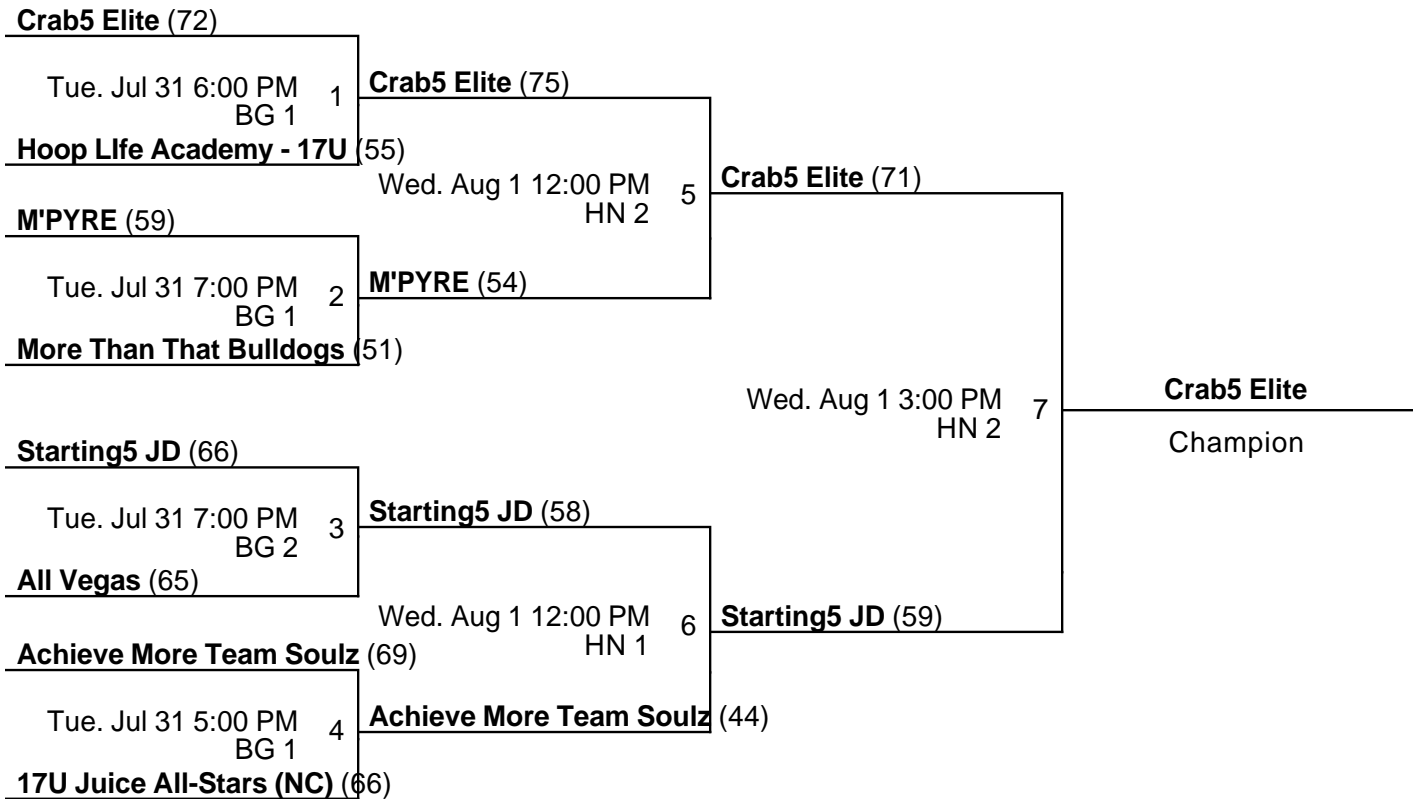 Crab5 Elite (72)
Tue. Jul 31 6:00 PM 1
BG 1
Hoop LIfe Academy - 17U (55)
M'PYRE (59)
Tue. Jul 31 7:00 PM 2
BG 1
More Than That Bulldogs (51)
Starting5 JD (66)
Tue. Jul 31 7:00 PM 3
BG 2
All Vegas (65)
Achieve More Team Soulz (69)
Tue. Jul 31 5:00 PM 4
BG 1
17U Juice All-Stars (NC) (66)
Crab5 Elite (75)
Wed. Aug 1 12:00 PM 5
HN 2
M'PYRE (54)
Starting5 JD (58)
Wed. Aug 1 12:00 PM 6
HN 1
Achieve More Team Soulz (44)
Crab5 Elite (71)
Wed. Aug 1 3:00 PM 7
HN 2
Starting5 JD (59)
Crab5 Elite
Champion